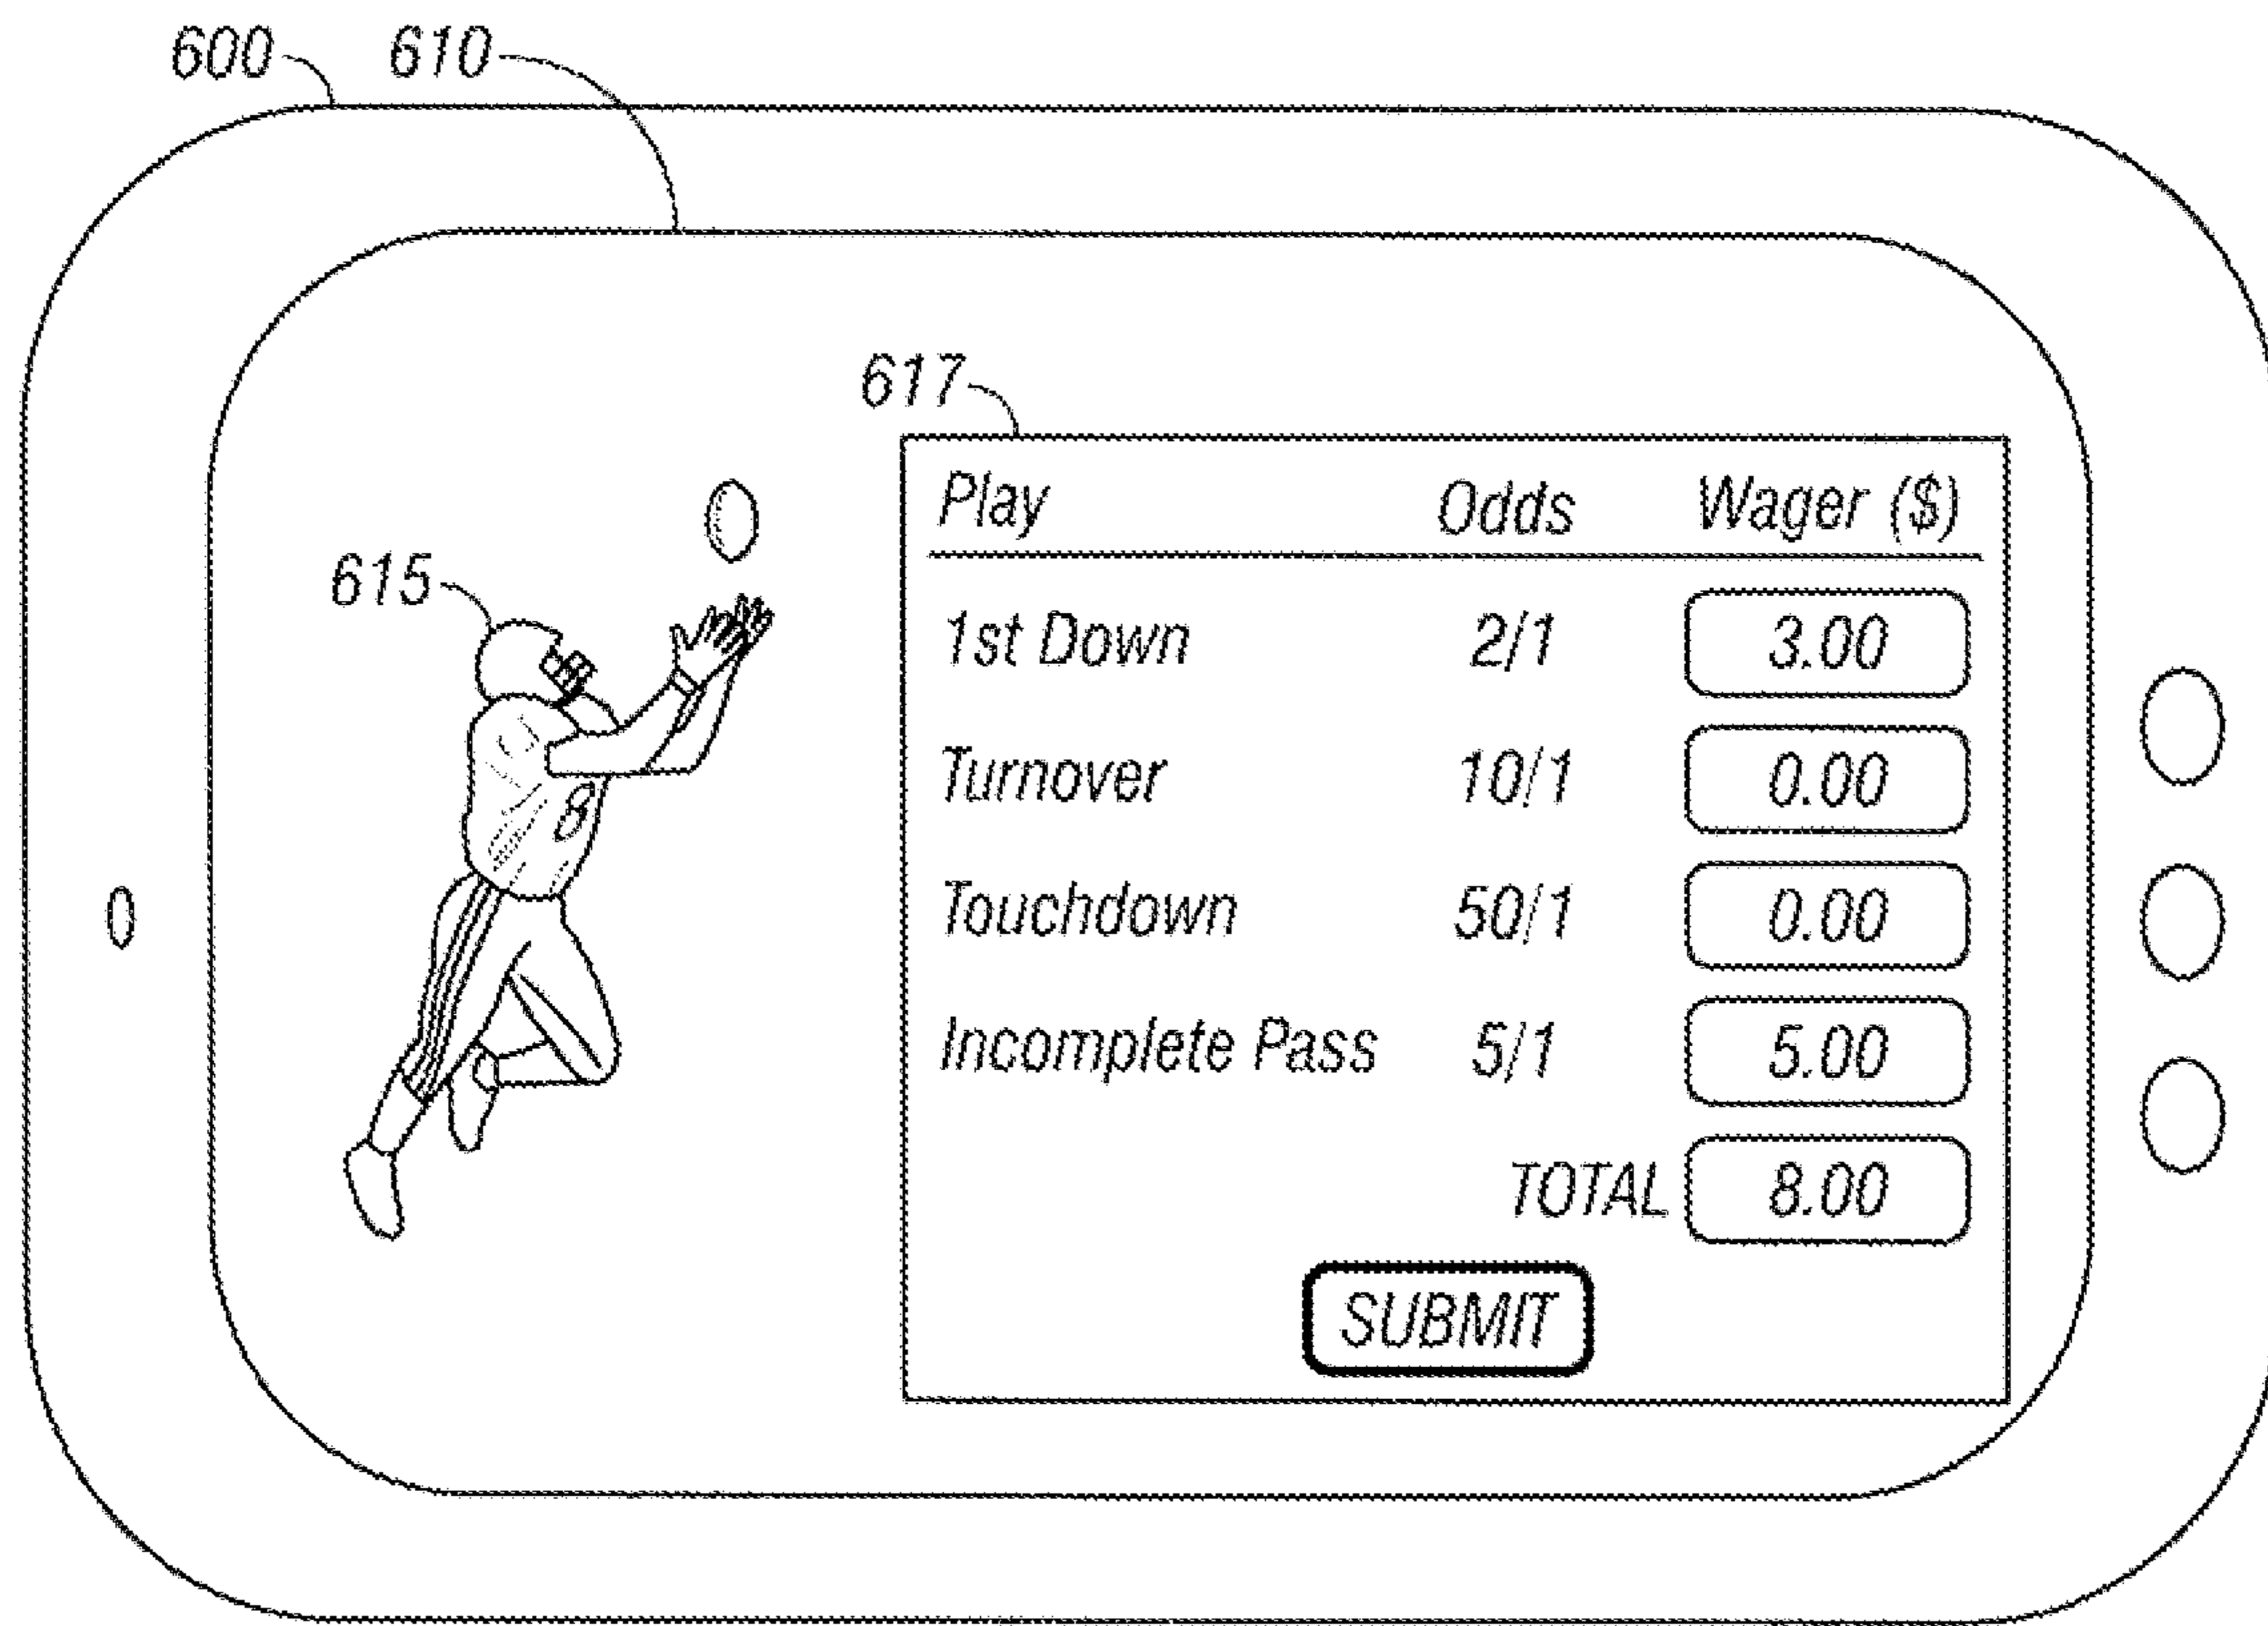 600 610
617
615
Play Odds Wager ($)
1st Down 2/1 3.00
Turnover 10/1 0.00
Touchdown 50/1 0.00
Incomplete Pass 5/1 5.00
TOTAL 8.00
SUBMIT
8